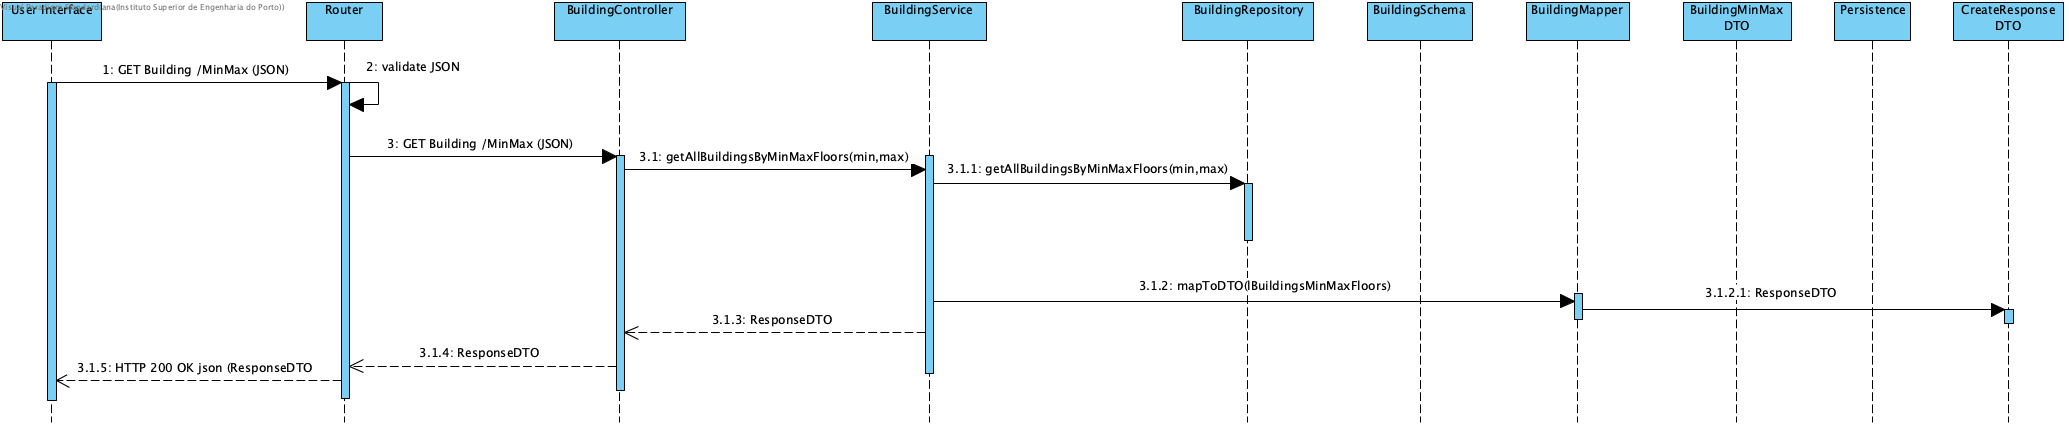 (Instituto Superior de Engenharia do Porto))
User Interface
Router
BuildingController
BuildingService
BuildingRepository
BuildingSchema
BuildingMapper
BuildingMinMax
DTO
Persistence
CreateResponse
DTO
1: GET Building /MinMax (JSON)
2: validate JSON
3: GET Building /MinMax (JSON)
3.1: getAllBuildingsByMinMaxFloors(min,max)
3.1.1: getAllBuildingsByMinMaxFloors(min,max)
3.1.2: mapToDTO(lBuildingsMinMaxFloors)
3.1.2.1: ResponseDTO
3.1.3: ResponseDTO
3.1.4: ResponseDTO
3.1.5: HTTP 200 OK json (ResponseDTO